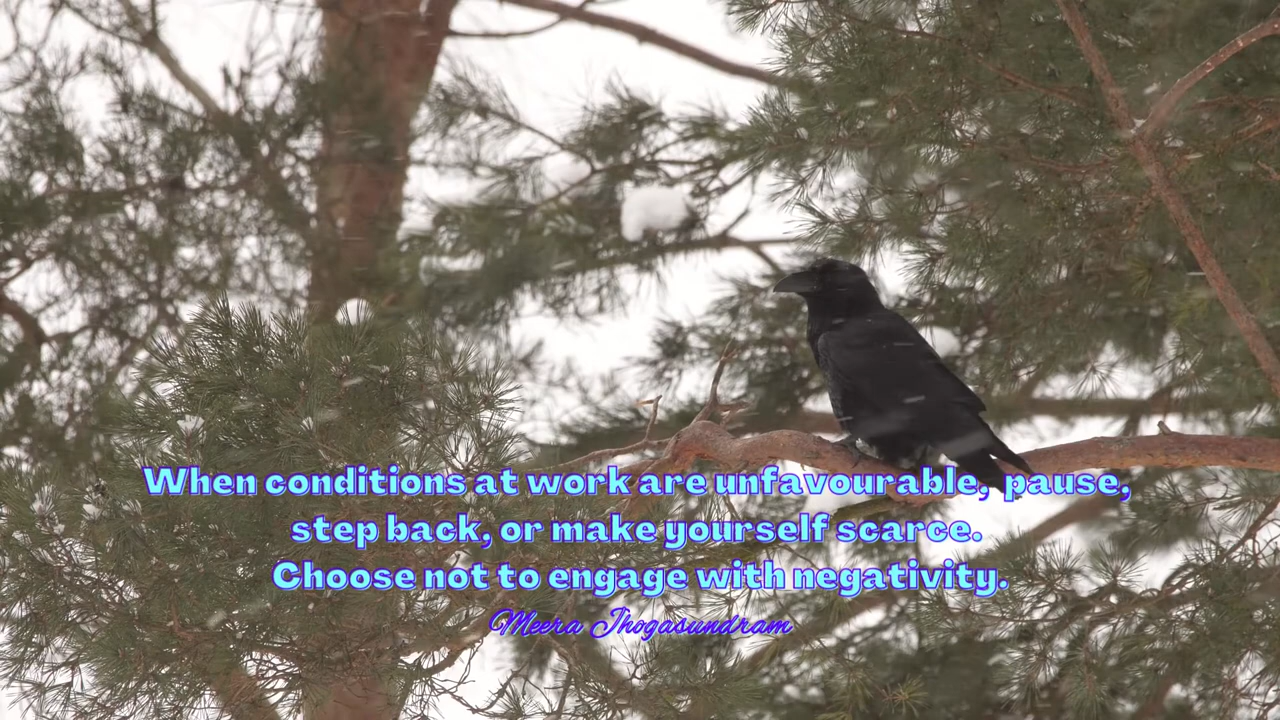 When conditions at work are unfavourable, pause,
step back, or make yourself scarce.
Choose not to engage with negativity.
Meera Thogasundram